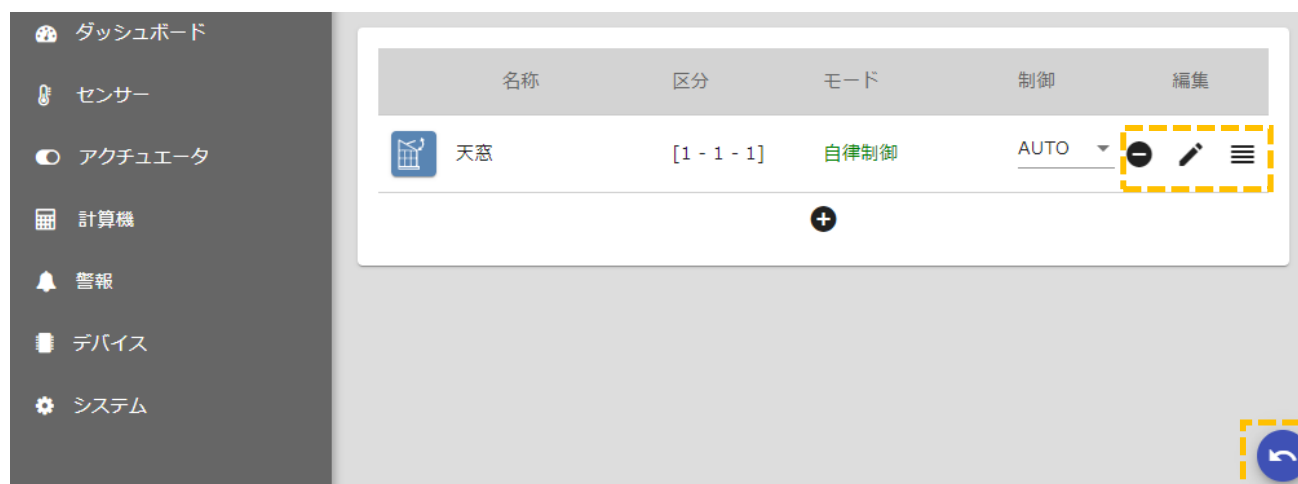 ダッシュボード
センサー
アクチュエータ
計算機
警報
デバイス
システム
名称 区分 モード 制御 編集
天窓 [1 - 1 - 1] 自律制御 AUTO